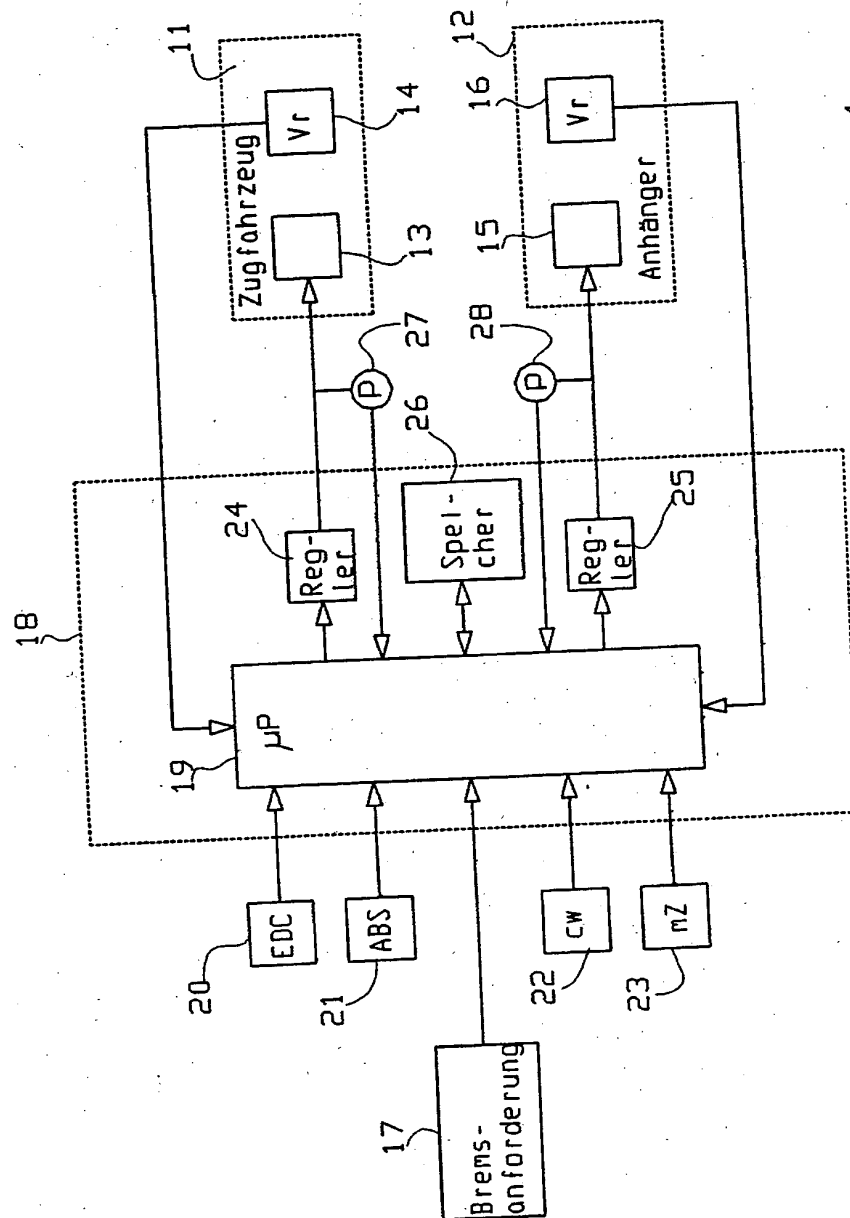 18
19
µP
20
EDC
21
ABS
17
Brems-
anforderung
22
cw
23
mZ
24
Reg-
ler
26
Spei-
cher
25
Reg-
ler
27
P
28
P
11
Zugfahrzeug
13
Vr
14
12
Anhänger
15
16
Vr